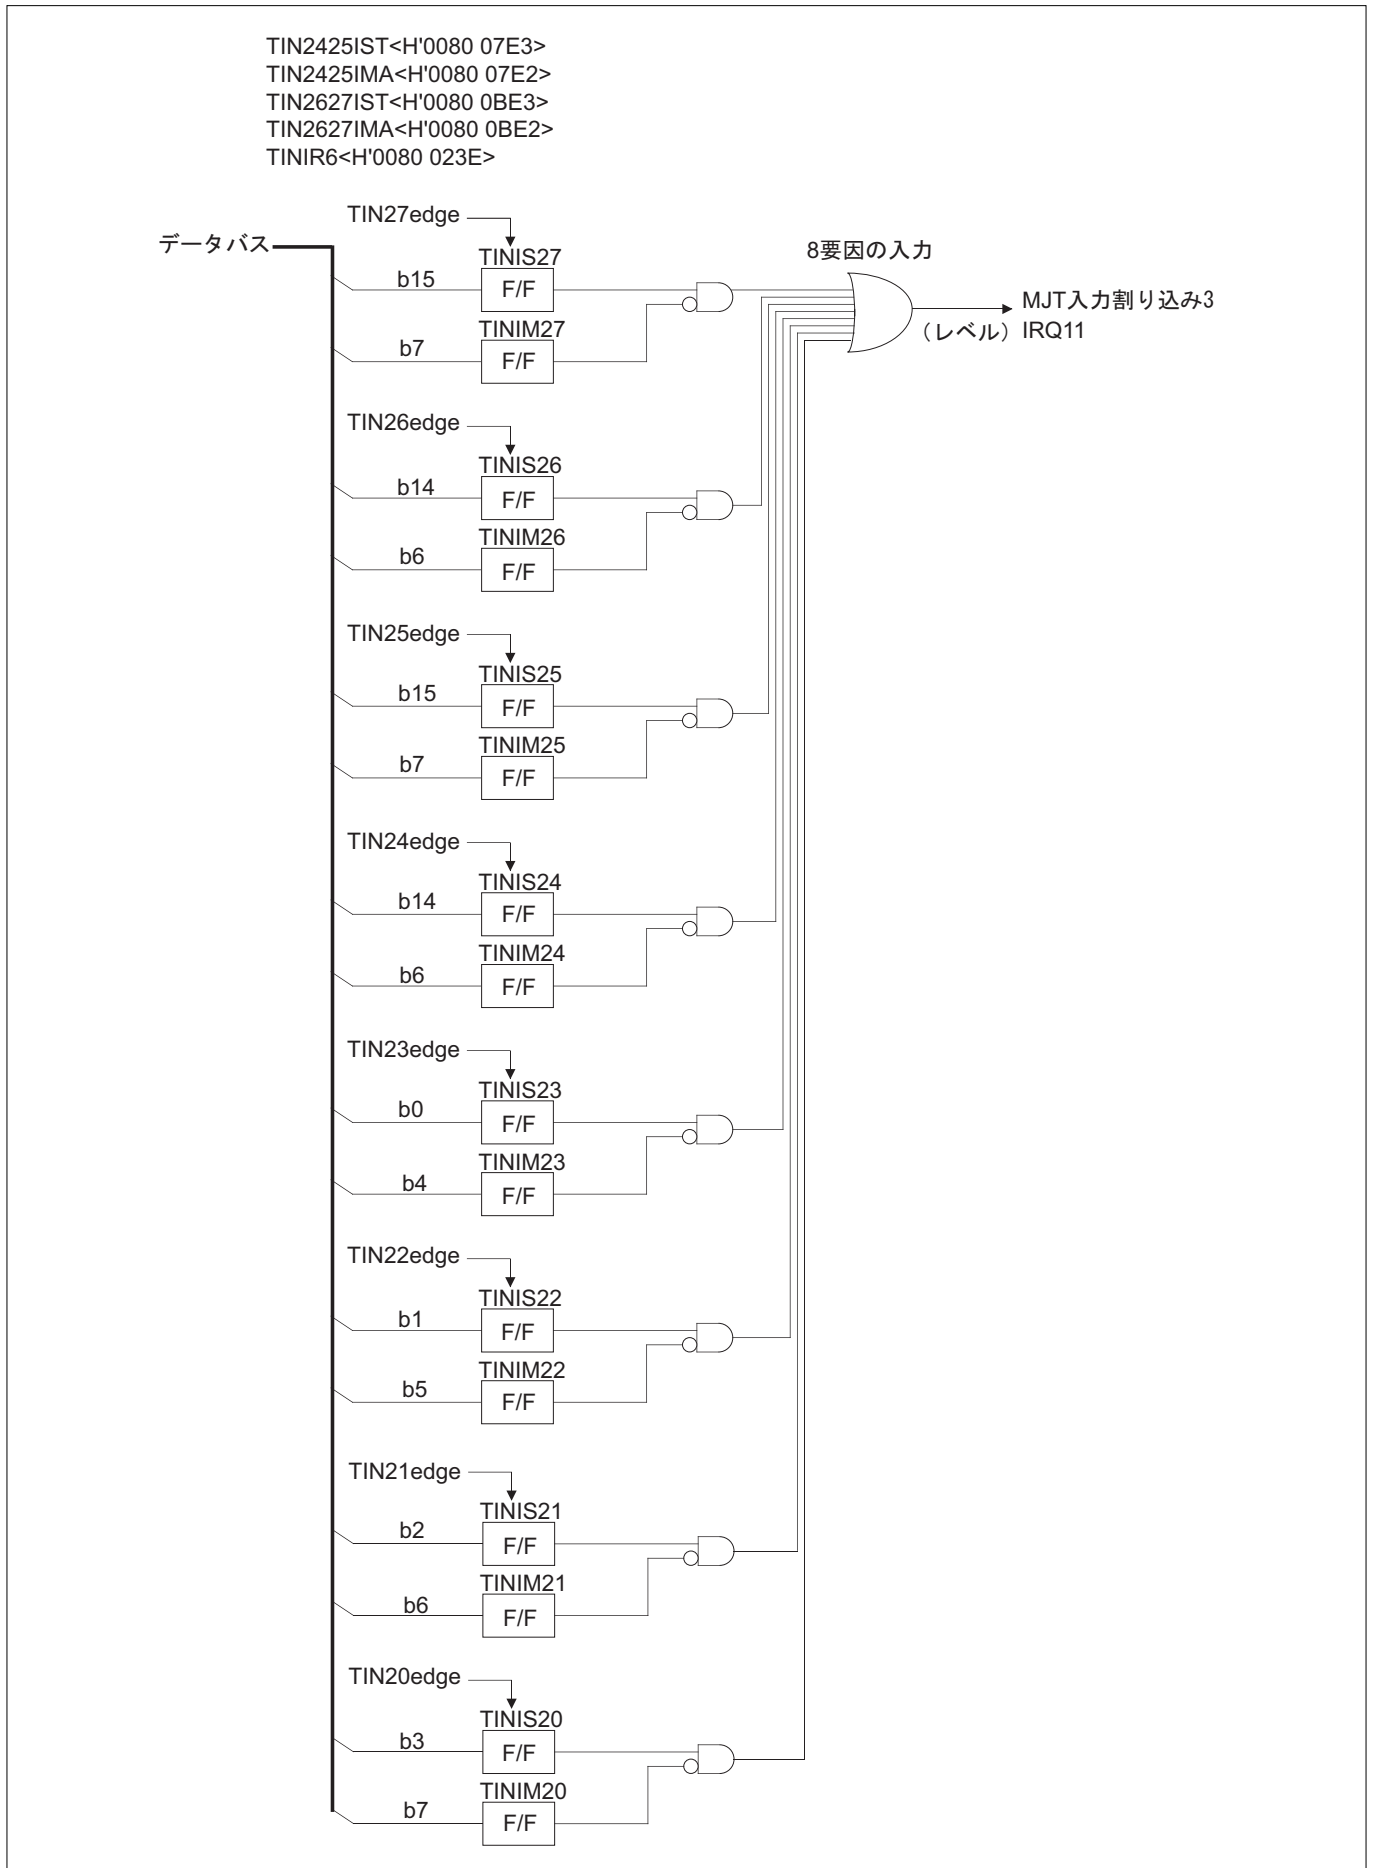 TIN2425IST<H'0080 07E3>
TIN2425IMA<H'0080 07E2>
TIN2627IST<H'0080 0BE3>
TIN2627IMA<H'0080 0BE2>
TINIR6<H'0080 023E>
データバス
8要因の入力
MJT入力割り込み3
(レベル) IRQ11
TIN27edge
TINIS27
b15
F/F
TINIM27
b7
F/F
TIN26edge
TINIS26
b14
F/F
TINIM26
b6
F/F
TIN25edge
TINIS25
b15
F/F
TINIM25
b7
F/F
TIN24edge
TINIS24
b14
F/F
TINIM24
b6
F/F
TIN23edge
TINIS23
b0
F/F
TINIM23
b4
F/F
TIN22edge
TINIS22
b1
F/F
TINIM22
b5
F/F
TIN21edge
TINIS21
b2
F/F
TINIM21
b6
F/F
TIN20edge
TINIS20
b3
F/F
TINIM20
b7
F/F